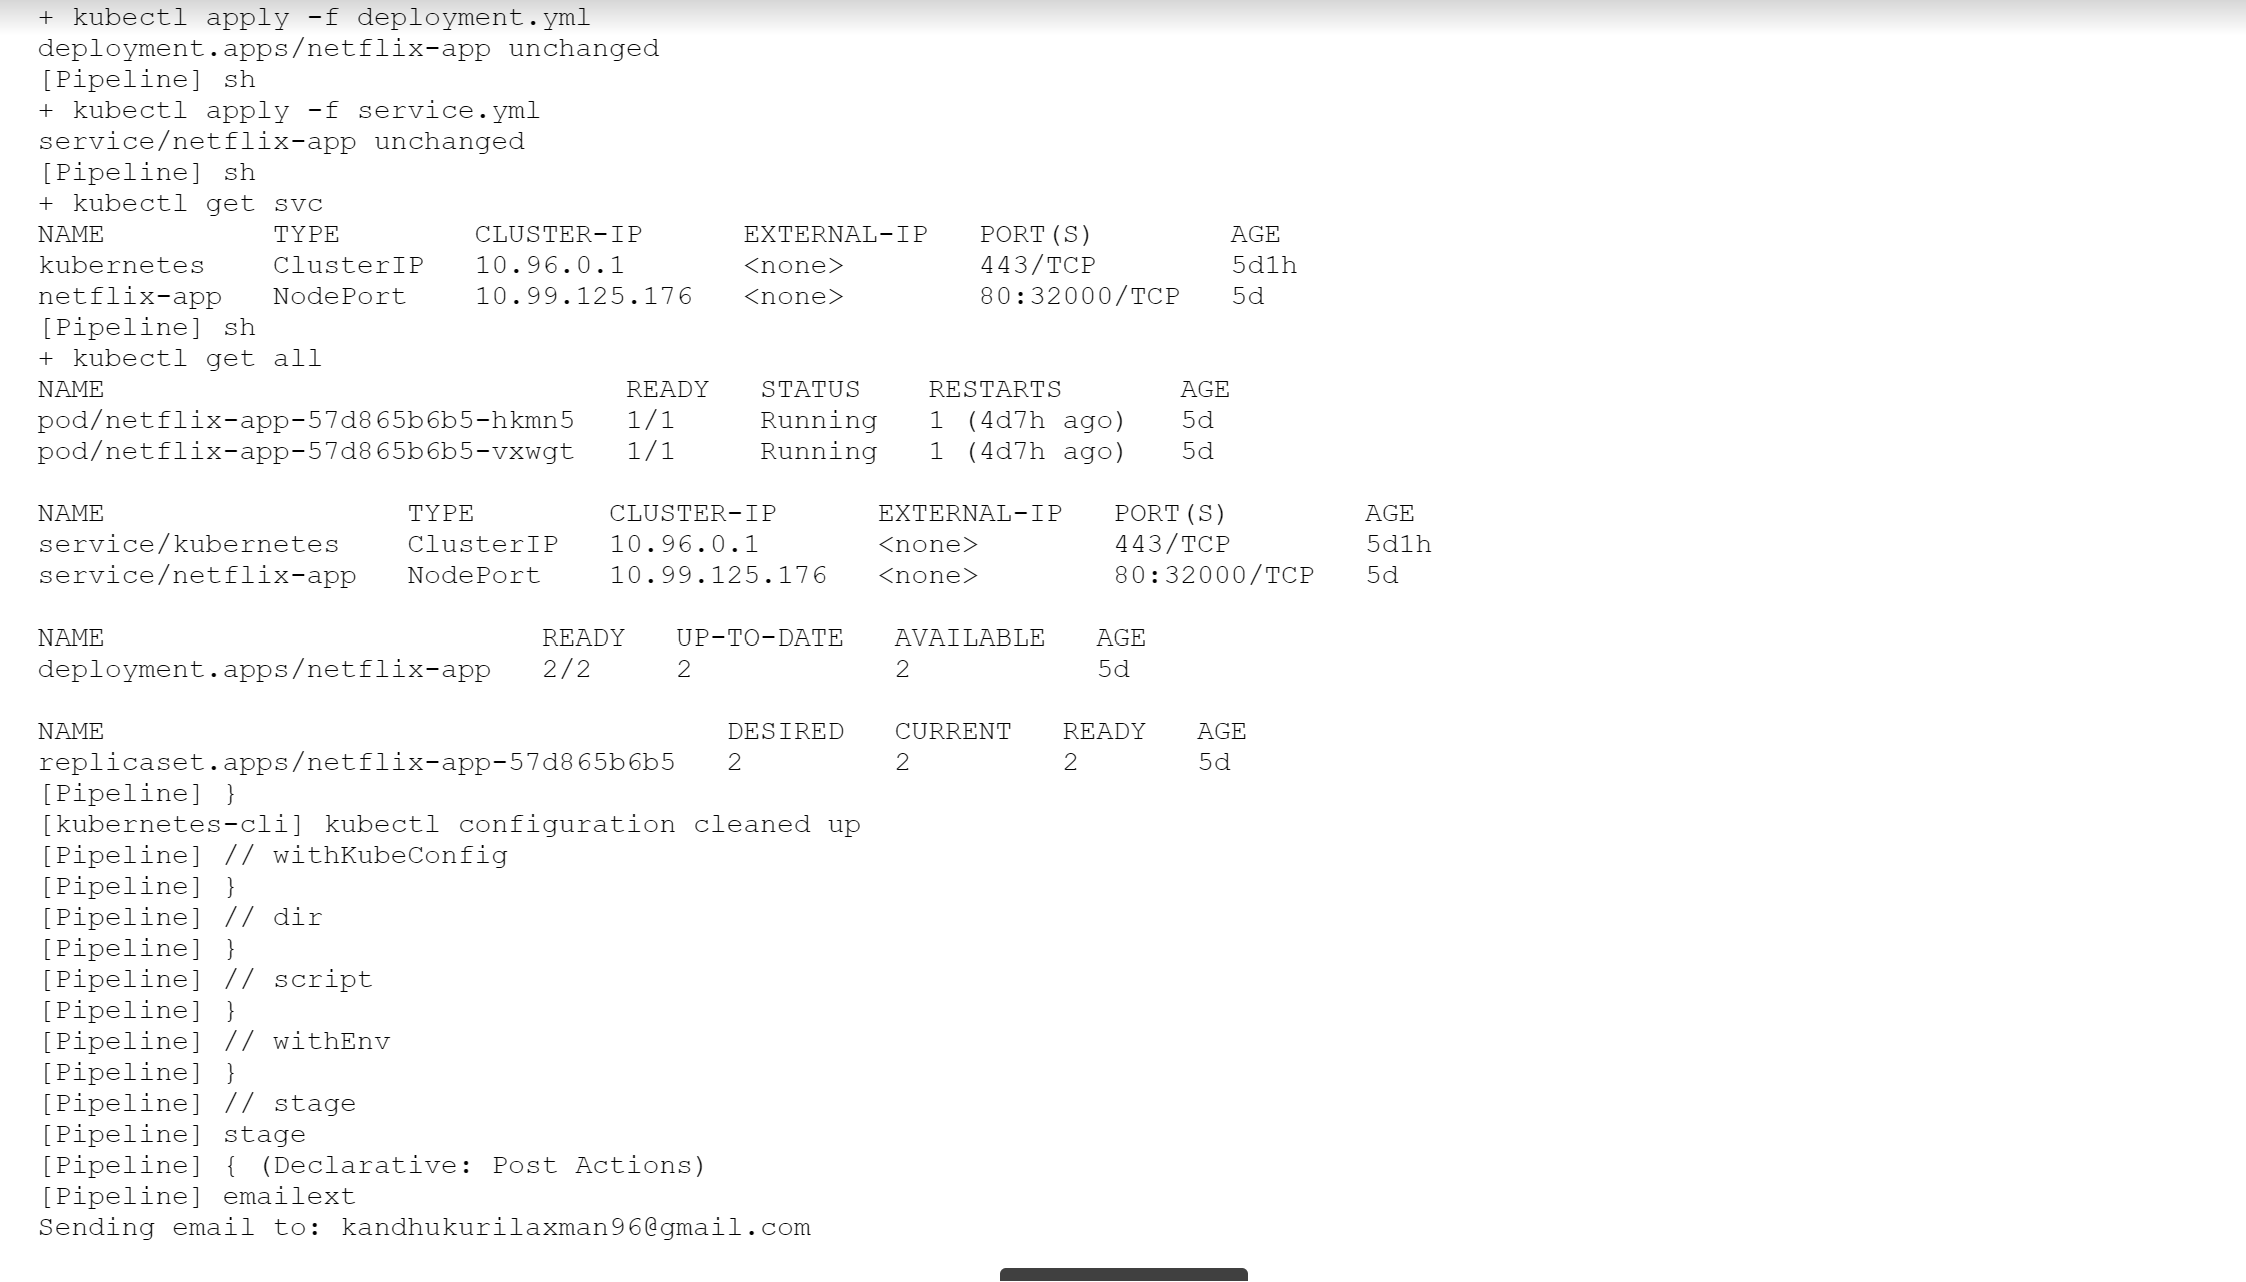 + kubectl apply -f deployment.yml
deployment.apps/netflix-app unchanged
[Pipeline] sh
+ kubectl apply -f service.yml
service/netflix-app unchanged
[Pipeline] sh
+ kubectl get svc
NAME          TYPE        CLUSTER-IP      EXTERNAL-IP   PORT(S)        AGE
kubernetes    ClusterIP   10.96.0.1       <none>        443/TCP        5d1h
netflix-app   NodePort    10.99.125.176   <none>        80:32000/TCP   5d
[Pipeline] sh
+ kubectl get all
NAME                               READY   STATUS    RESTARTS       AGE
pod/netflix-app-57d865b6b5-hkmn5   1/1     Running   1 (4d7h ago)   5d
pod/netflix-app-57d865b6b5-vxwgt   1/1     Running   1 (4d7h ago)   5d

NAME                  TYPE        CLUSTER-IP      EXTERNAL-IP   PORT(S)        AGE
service/kubernetes    ClusterIP   10.96.0.1       <none>        443/TCP        5d1h
service/netflix-app   NodePort    10.99.125.176   <none>        80:32000/TCP   5d

NAME                          READY   UP-TO-DATE   AVAILABLE   AGE
deployment.apps/netflix-app   2/2     2            2           5d

NAME                                     DESIRED   CURRENT   READY   AGE
replicaset.apps/netflix-app-57d865b6b5   2         2         2       5d
[Pipeline] }
[kubernetes-cli] kubectl configuration cleaned up
[Pipeline] // withKubeConfig
[Pipeline] }
[Pipeline] // dir
[Pipeline] }
[Pipeline] // script
[Pipeline] }
[Pipeline] // withEnv
[Pipeline] }
[Pipeline] // stage
[Pipeline] stage
[Pipeline] { (Declarative: Post Actions)
[Pipeline] emailext
Sending email to: kandhukurilaxman96@gmail.com